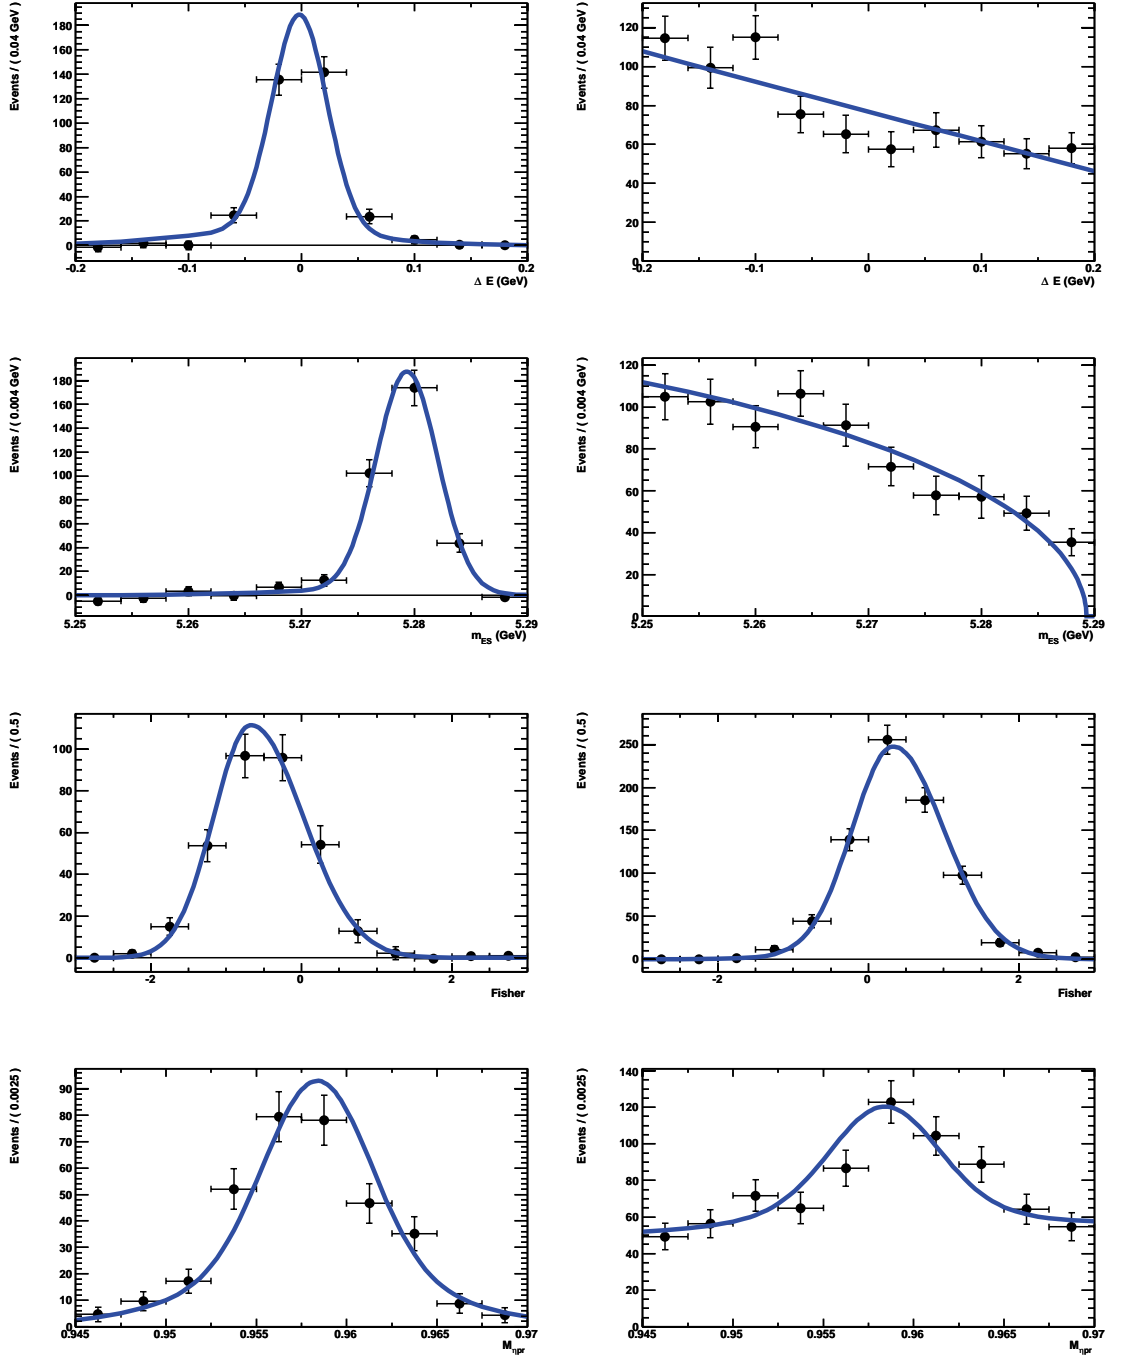 Events / ( 0.04 GeV )
180
160
140
120
100
80
60
40
20
0
-0.2 -0.1 0 0.1 0.2
Δ E (GeV)
Events / ( 0.04 GeV )
120
100
80
60
40
20
0
-0.2 -0.1 0 0.1 0.2
Δ E (GeV)
Events / ( 0.004 GeV )
180
160
140
120
100
80
60
40
20
0
5.25 5.26 5.27 5.28 5.29
mES (GeV)
Events / ( 0.004 GeV )
120
100
80
60
40
20
0
5.25 5.26 5.27 5.28 5.29
mES (GeV)
Events / ( 0.5 )
100
80
60
40
20
0
-2 0 2
Fisher
Events / ( 0.5 )
250
200
150
100
50
0
-2 0 2
Fisher
Events / ( 0.0025 )
90
80
70
60
50
40
30
20
10
0
0.945 0.95 0.955 0.96 0.965 0.97
Mηpr
Events / ( 0.0025 )
140
120
100
80
60
40
20
0
0.945 0.95 0.955 0.96 0.965 0.97
Mηpr